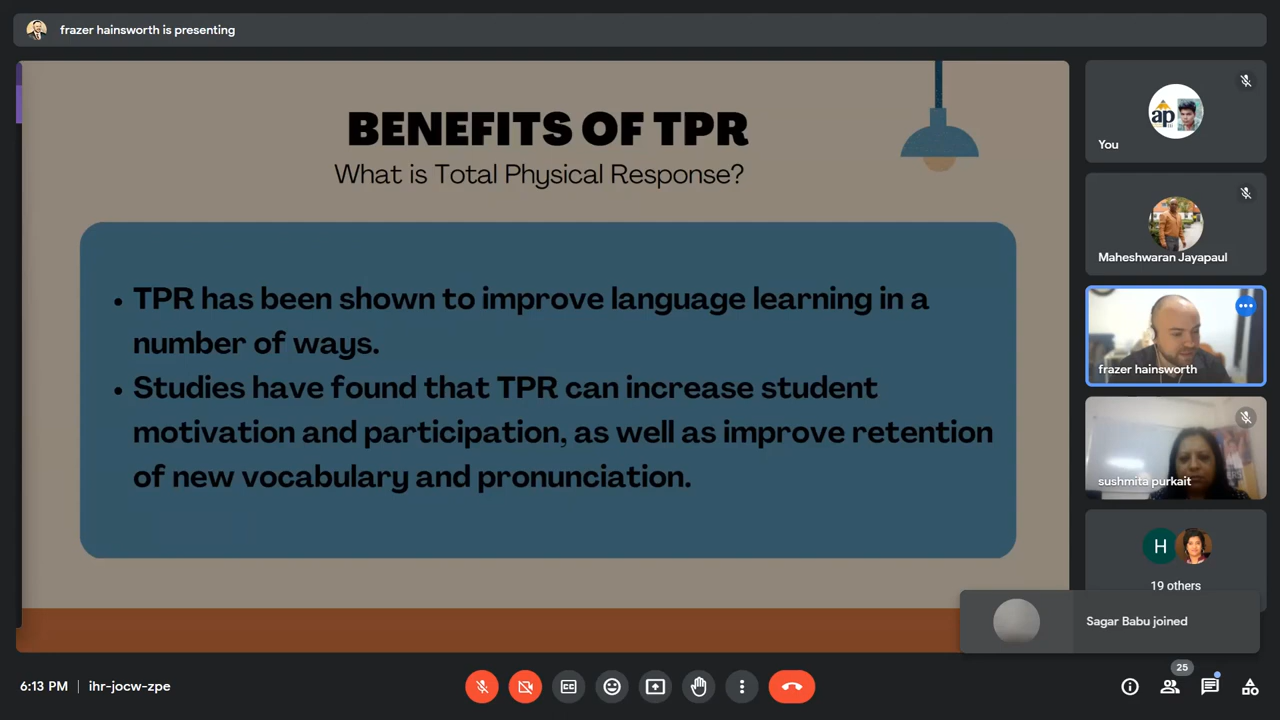 frazer hainsworth is presenting
BENEFITS OF TPR
What is Total Physical Response?
• TPR has been shown to improve language learning in a
number of ways.
• Studies have found that TPR can increase student
motivation and participation, as well as improve retention
of new vocabulary and pronunciation.
ap
You
Maheshwaran Jayapaul
frazer hainsworth
sushmita purkait
H
19 others
Sagar Babu joined
6:13 PM | ihr-jocw-zpe
25